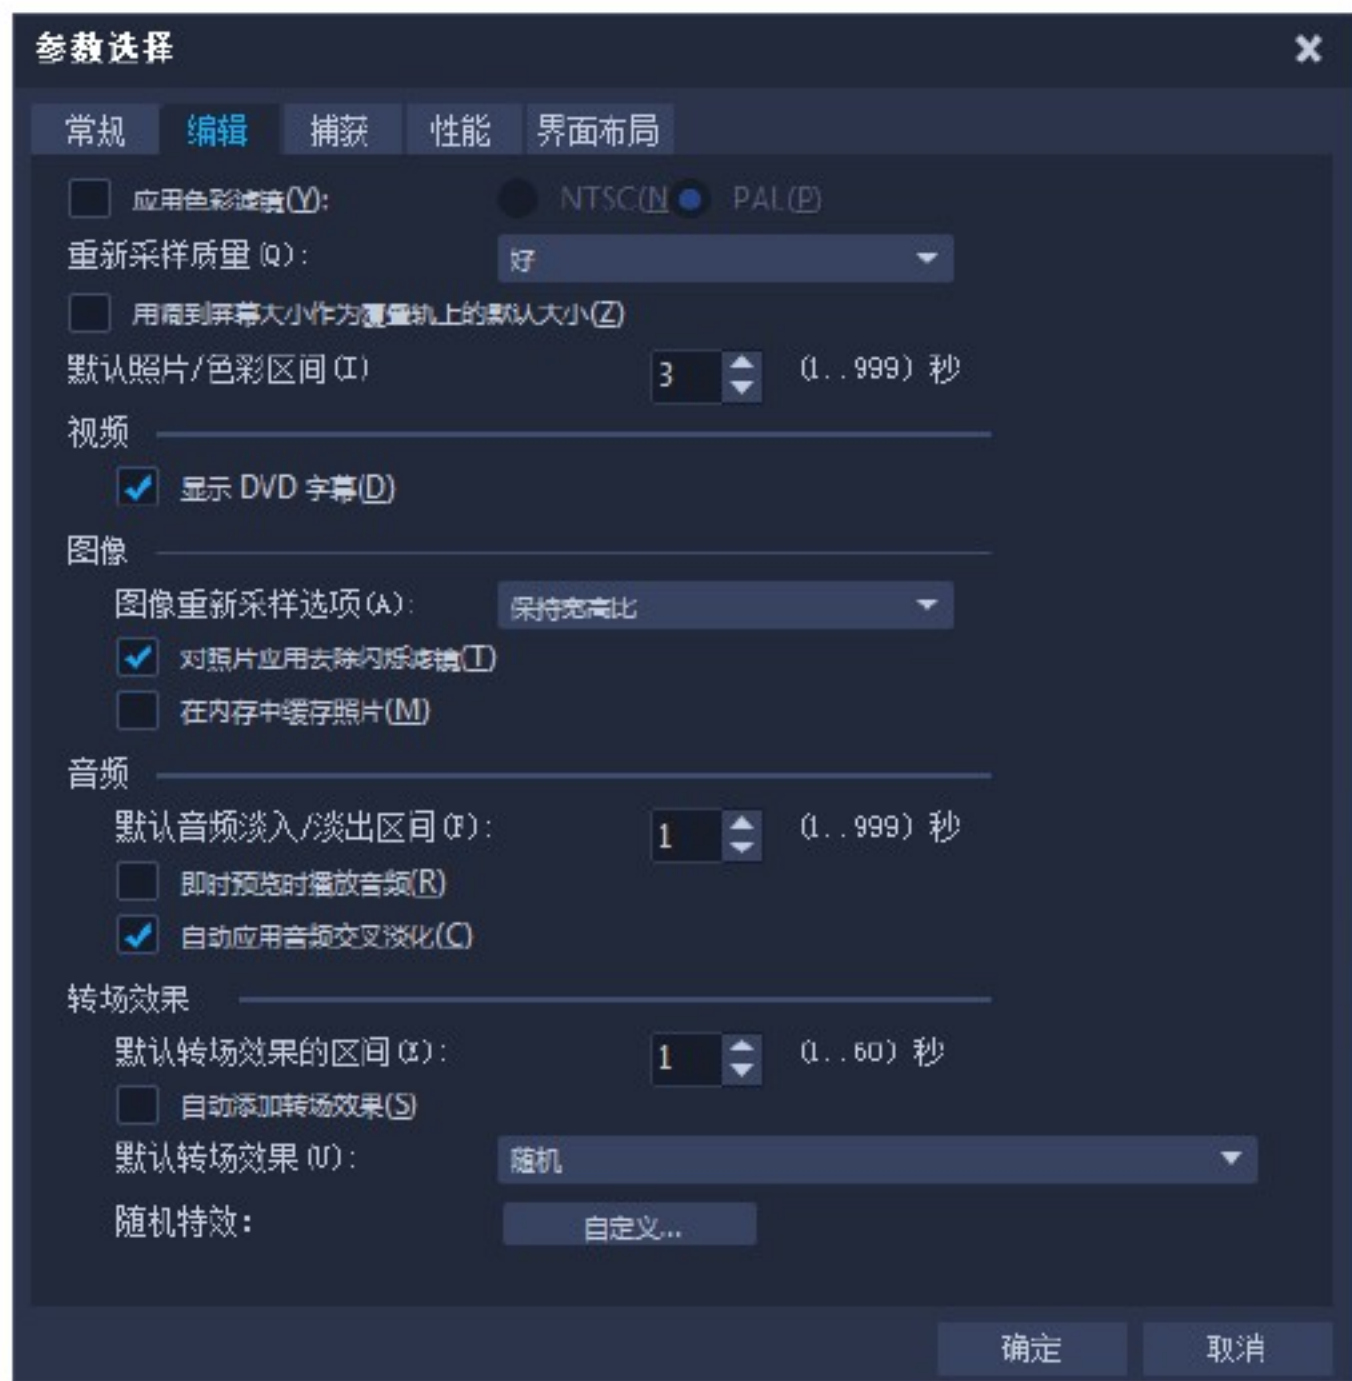 参数选择
常规 编辑 捕获 性能 界面布局
应用色彩滤镜(Y): NTSC(N PAL(P)
重新采样质量(Q): 好
用调到屏幕大小作为覆叠轨上的默认大小(Z)
默认照片/色彩区间(I) 3 (1..999) 秒
视频
显示 DVD 字幕(D)
图像
图像重新采样选项(A): 保持宽高比
对照片应用去除闪烁滤镜(T)
在内存中缓存照片(M)
音频
默认音频淡入/淡出区间(F): 1 (1..999) 秒
即时预览时播放音频(R)
自动应用音频交叉淡化(C)
转场效果
默认转场效果的区间(X): 1 (1..60) 秒
自动添加转场效果(S)
默认转场效果(U): 随机
随机特效: 自定义...
确定 取消